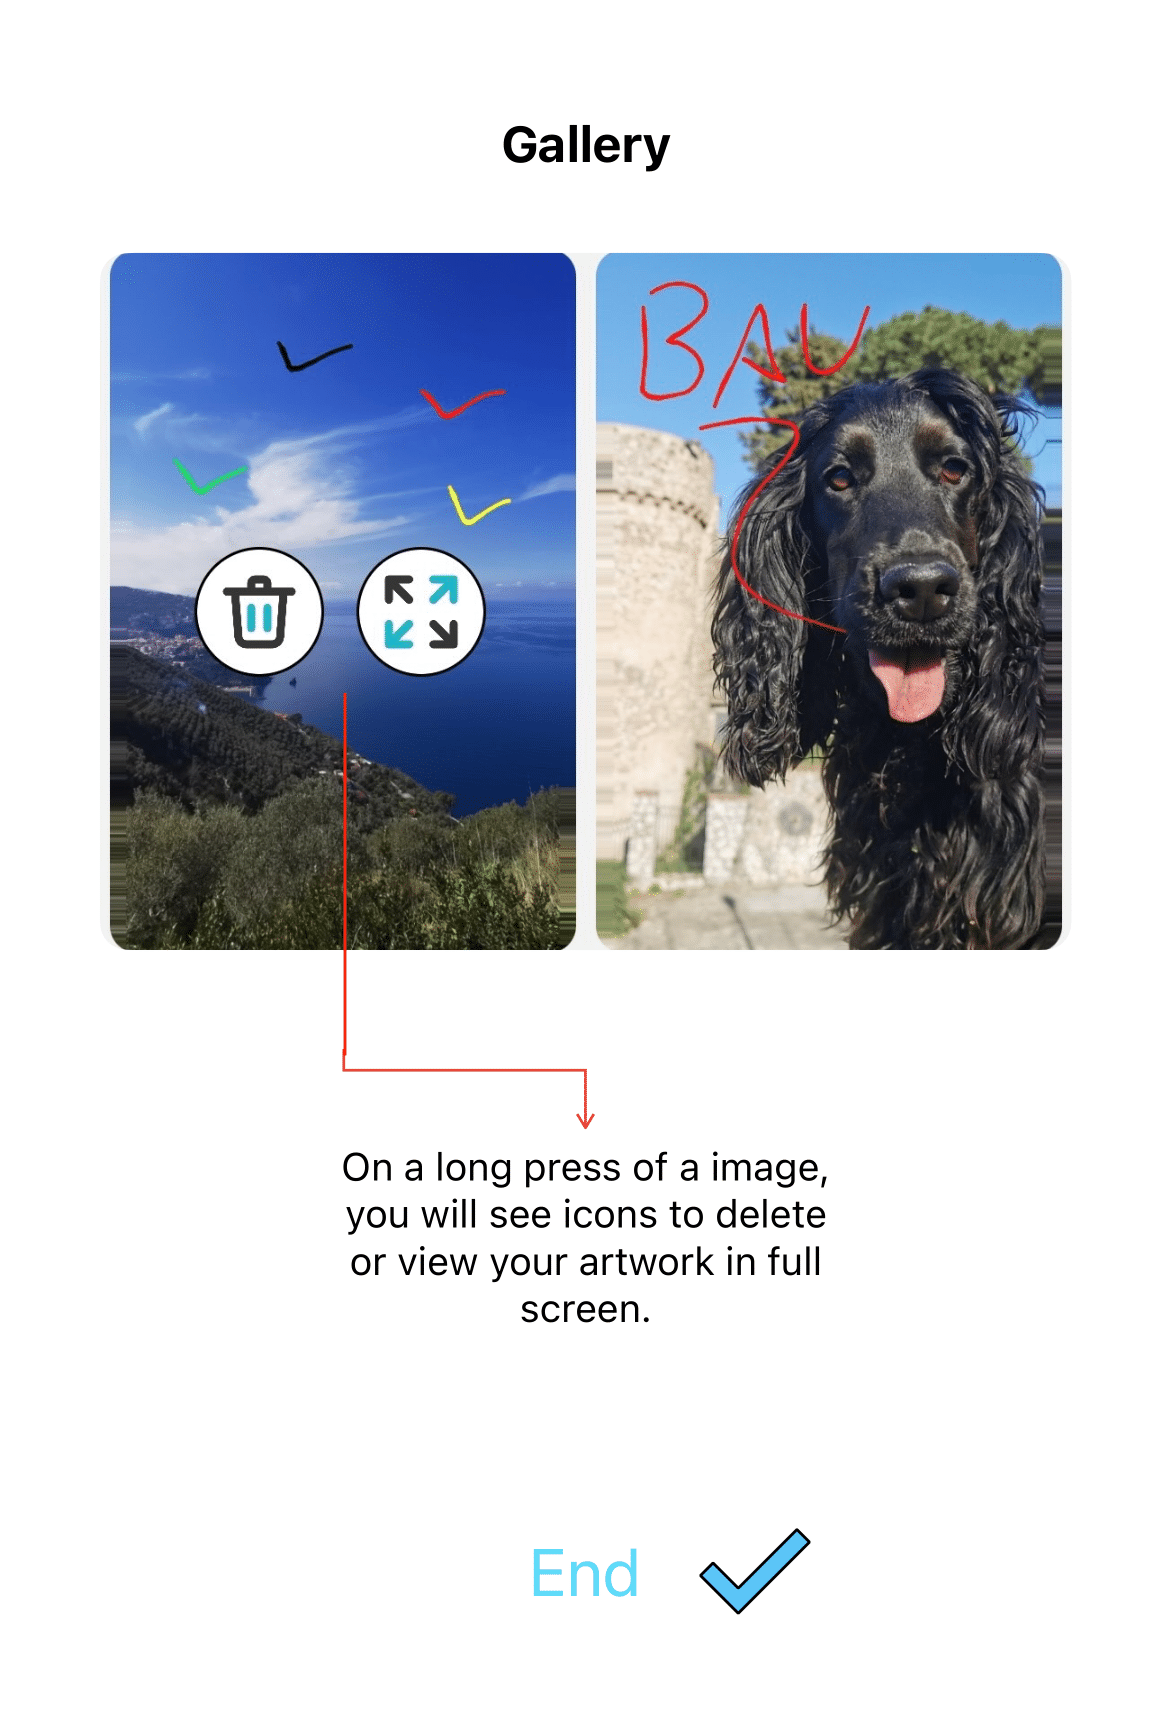 Gallery
BAU
On a long press of a image,
you will see icons to delete
or view your artwork in full
screen.
End